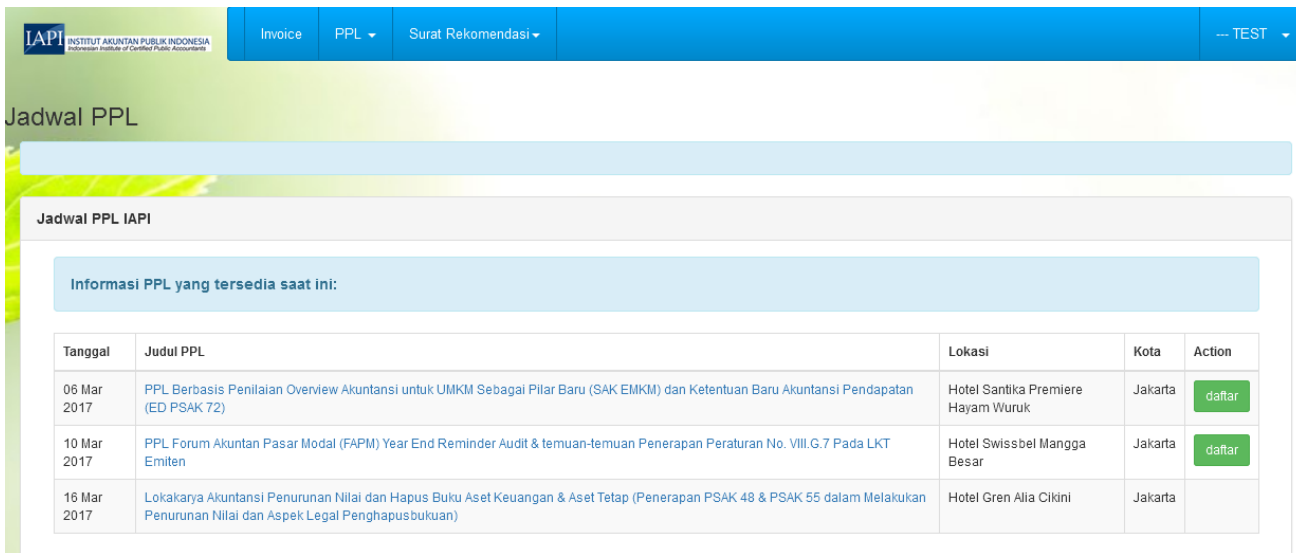 IAPI INSTITUT AKUNTAN PUBLIK INDONESIA
Indonesian Institute of Certified Public Accountants
Invoice PPL Surat Rekomendasi --- TEST
Jadwal PPL
Jadwal PPL IAPI
Informasi PPL yang tersedia saat ini:
Tanggal Judul PPL Lokasi Kota Action
06 Mar PPL Berbasis Penilaian Overview Akuntansi untuk UMKM Sebagai Pilar Baru (SAK EMKM) dan Ketentuan Baru Akuntansi Pendapatan Hotel Santika Premiere Jakarta daftar
2017 (ED PSAK 72) Hayam Wuruk
10 Mar PPL Forum Akuntan Pasar Modal (FAPM) Year End Reminder Audit & temuan-temuan Penerapan Peraturan No. VIII.G.7 Pada LKT Hotel Swissbel Mangga Jakarta daftar
2017 Emiten Besar
16 Mar Lokakarya Akuntansi Penurunan Nilai dan Hapus Buku Aset Keuangan & Aset Tetap (Penerapan PSAK 48 & PSAK 55 dalam Melakukan Hotel Gren Alia Cikini Jakarta
2017 Penurunan Nilai dan Aspek Legal Penghapusbukuan)